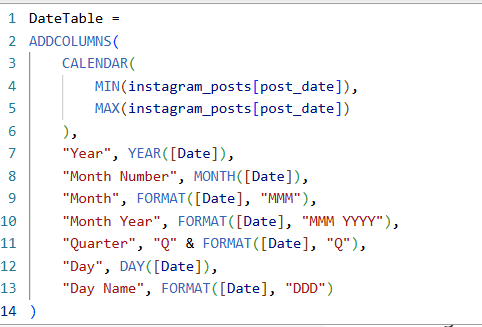 1 DateTable =
2 ADDCOLUMNS(
3 CALENDAR(
4 MIN(instagram_posts[post_date]),
5 MAX(instagram_posts[post_date])
6 ),
7 "Year", YEAR([Date]),
8 "Month Number", MONTH([Date]),
9 "Month", FORMAT([Date], "MMM"),
10 "Month Year", FORMAT([Date], "MMM YYYY"),
11 "Quarter", "Q" & FORMAT([Date], "Q"),
12 "Day", DAY([Date]),
13 "Day Name", FORMAT([Date], "DDD")
14 )